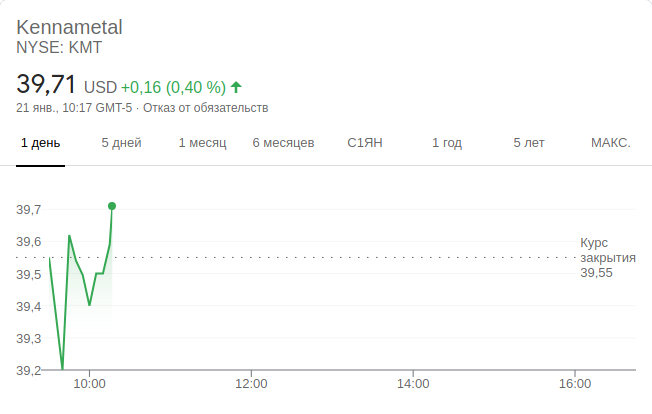 Kennametal
NYSE: KMT
39,71 USD +0,16 (0,40 %)
21 янв., 10:17 GMT-5 · Отказ от обязательств
1 день 5 дней 1 месяц 6 месяцев С1ЯН 1 год 5 лет МАКС.
39,7
39,6
Курс
закрытия
39,55
39,5
39,4
39,3
39,2
10:00 12:00 14:00 16:00